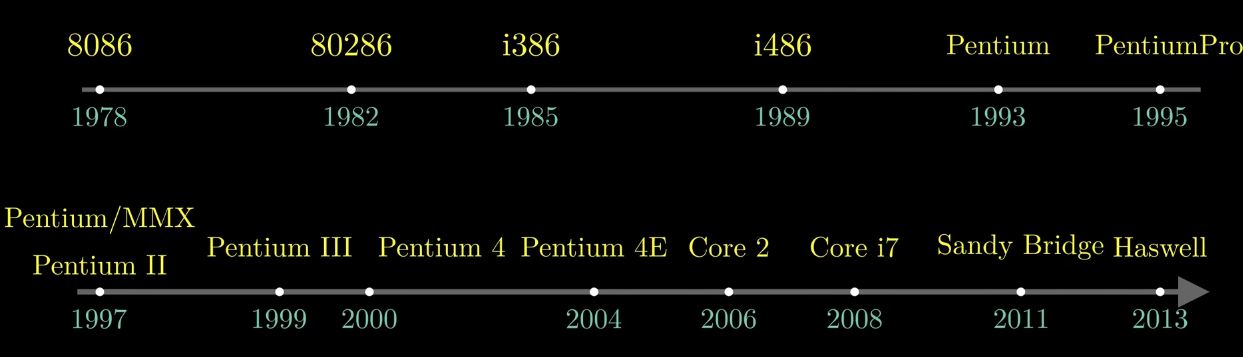 8086 80286 i386 i486 Pentium PentiumPro
1978 1982 1985 1989 1993 1995
Pentium/MMX
Pentium II Pentium III Pentium 4 Pentium 4E Core 2 Core i7 Sandy Bridge Haswell
1997 1999 2000 2004 2006 2008 2011 2013